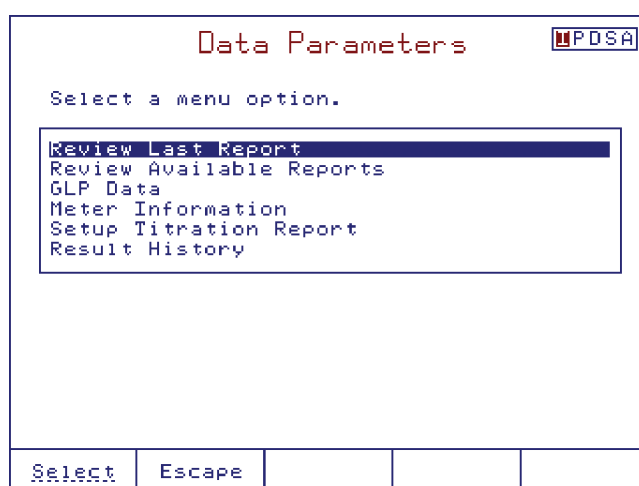 Data Parameters
UPDSA
Select a menu option.
Review Last Report
Review Available Reports
GLP Data
Meter Information
Setup Titration Report
Result History
Select Escape